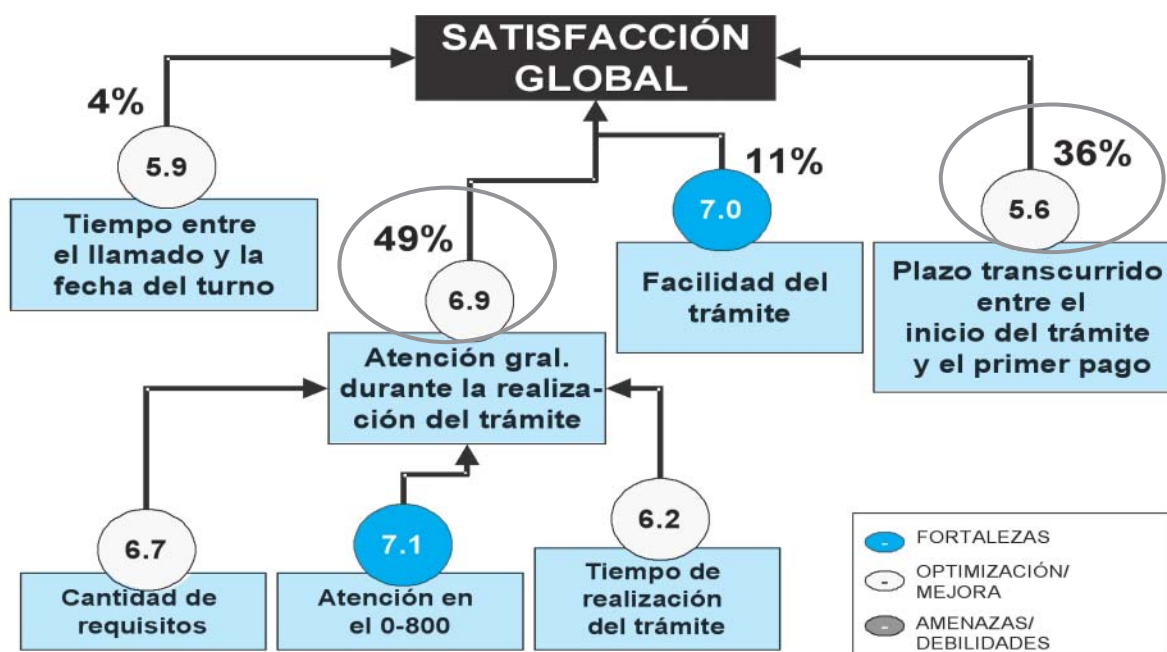 SATISFACCIÓN
GLOBAL
4%
5.9
Tiempo entre
el llamado y la
fecha del turno
49%
6.9
Atención gral.
durante la realiza-
ción del trámite
11%
7.0
Facilidad del
trámite
36%
5.6
Plazo transcurrido
entre el
inicio del trámite
y el primer pago
6.7
Cantidad de
requisitos
7.1
Atención en
el 0-800
6.2
Tiempo de
realización
del trámite
- FORTALEZAS
- OPTIMIZACIÓN/
MEJORA
- AMENAZAS/
DEBILIDADES